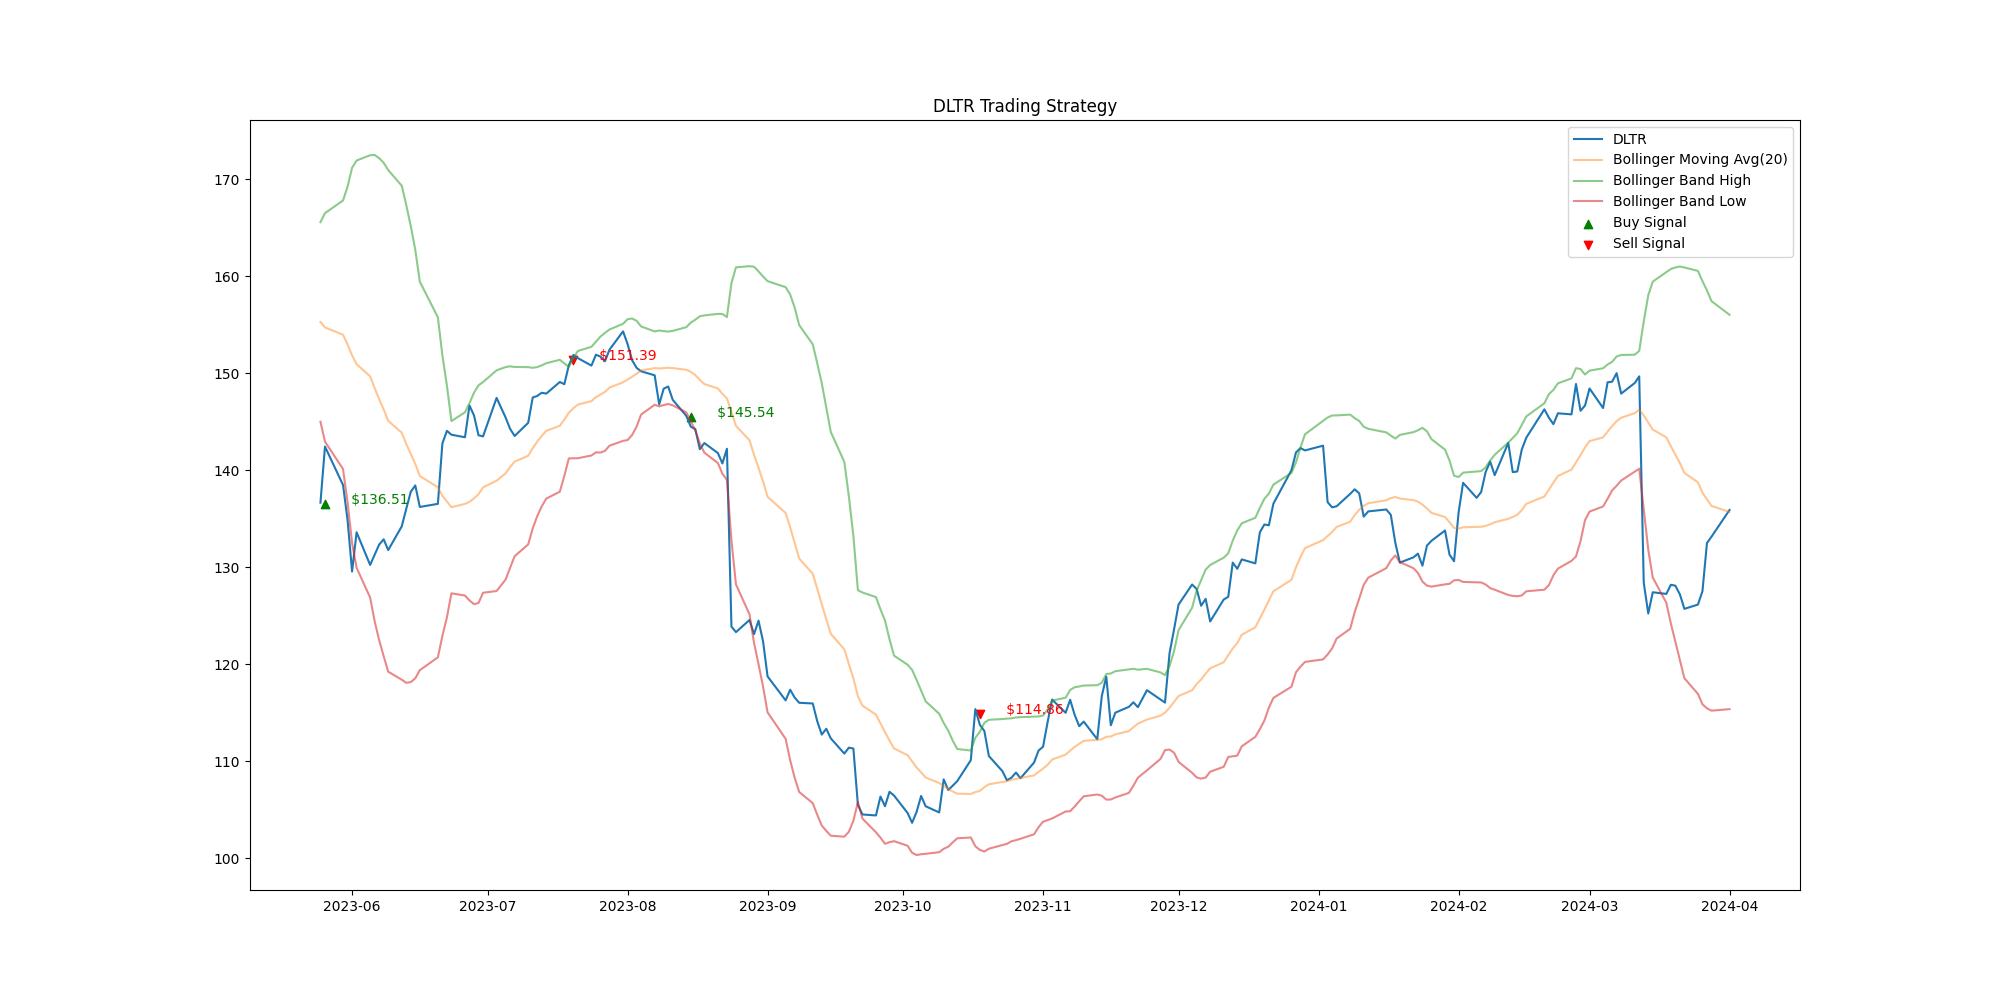 DLTR Trading Strategy
DLTR
Bollinger Moving Avg(20)
Bollinger Band High
Bollinger Band Low
Buy Signal
Sell Signal
170
160
150
140
130
120
110
100
$151.39
$145.54
$136.51
$114.86
2023-06 2023-07 2023-08 2023-09 2023-10 2023-11 2023-12 2024-01 2024-02 2024-03 2024-04